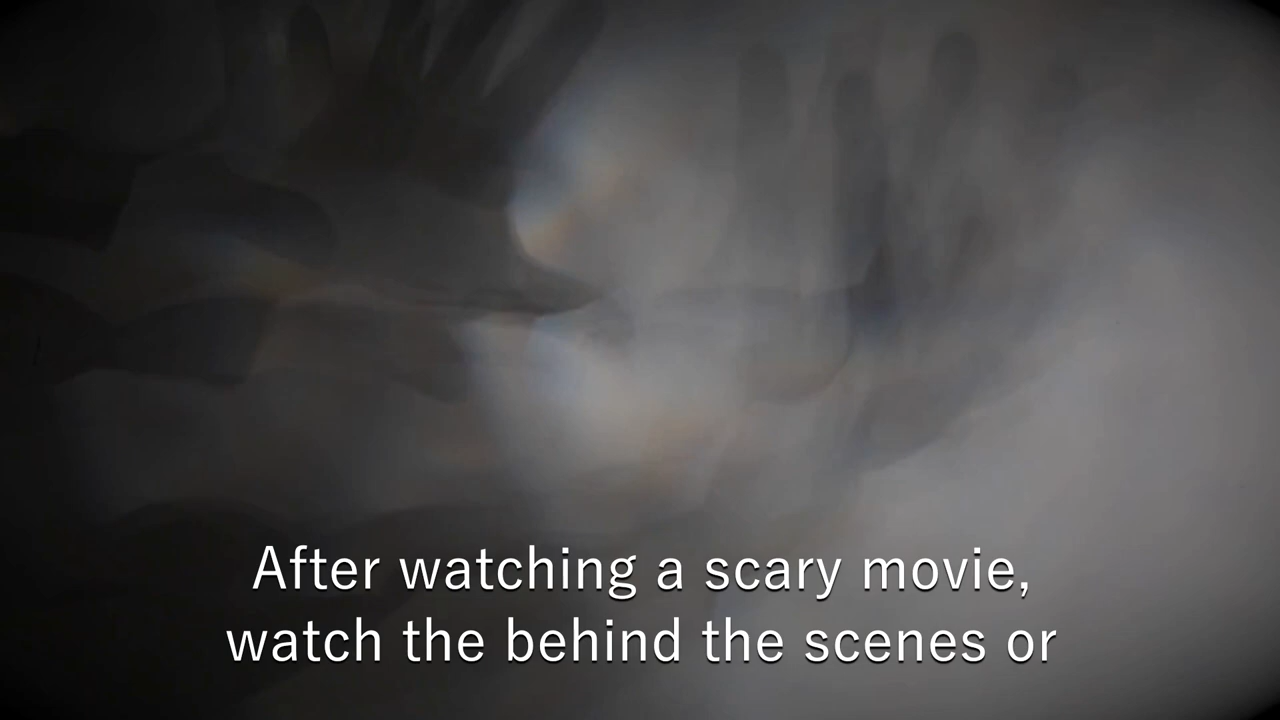 After watching a scary movie,
watch the behind the scenes or